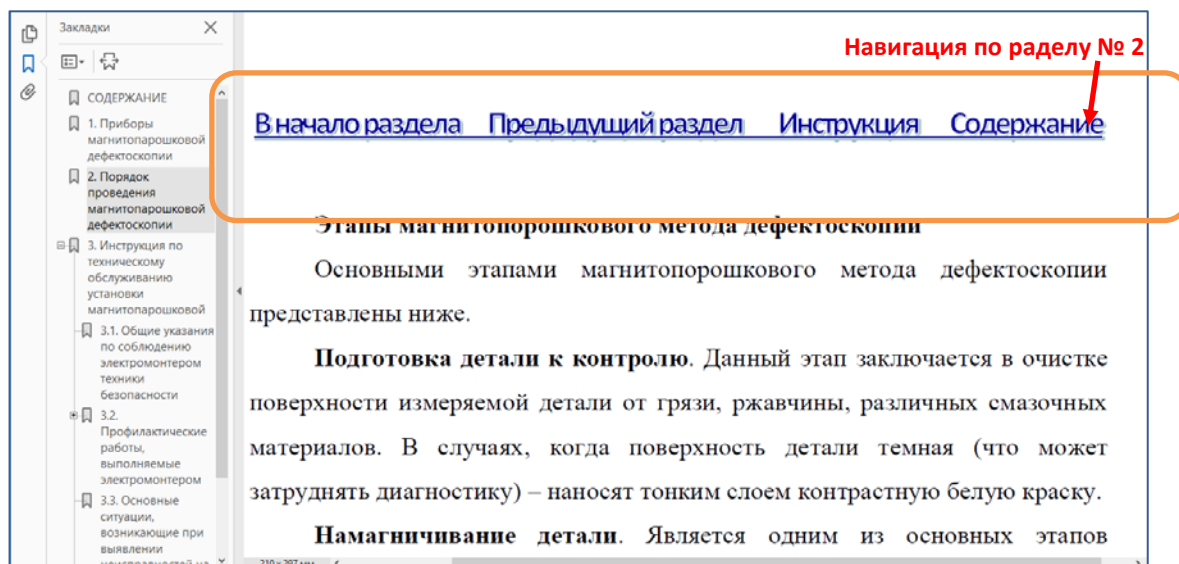 Закладки
СОДЕРЖАНИЕ
1. Приборы
магнитопарошковой
дефектоскопии
2. Порядок
проведения
магнитопарошковой
дефектоскопии
3. Инструкция по
техническому
обслуживанию
установки
магнитопарошковой
3.1. Общие указания
по соблюдению
электромонтером
техники
безопасности
3.2.
Профилактические
работы,
выполняемые
электромонтером
3.3. Основные
ситуации,
возникающие при
выявлении
Навигация по раделу № 2
В начало раздела Предыдущий раздел Инструкция Содержание
Этапы магнитопорошкового метода дефектоскопии
Основными этапами магнитопорошкового метода дефектоскопии
представлены ниже.
Подготовка детали к контролю. Данный этап заключается в очистке
поверхности измеряемой детали от грязи, ржавчины, различных смазочных
материалов. В случаях, когда поверхность детали темная (что может
затруднять диагностику) – наносят тонким слоем контрастную белую краску.
Намагничивание детали. Является одним из основных этапов